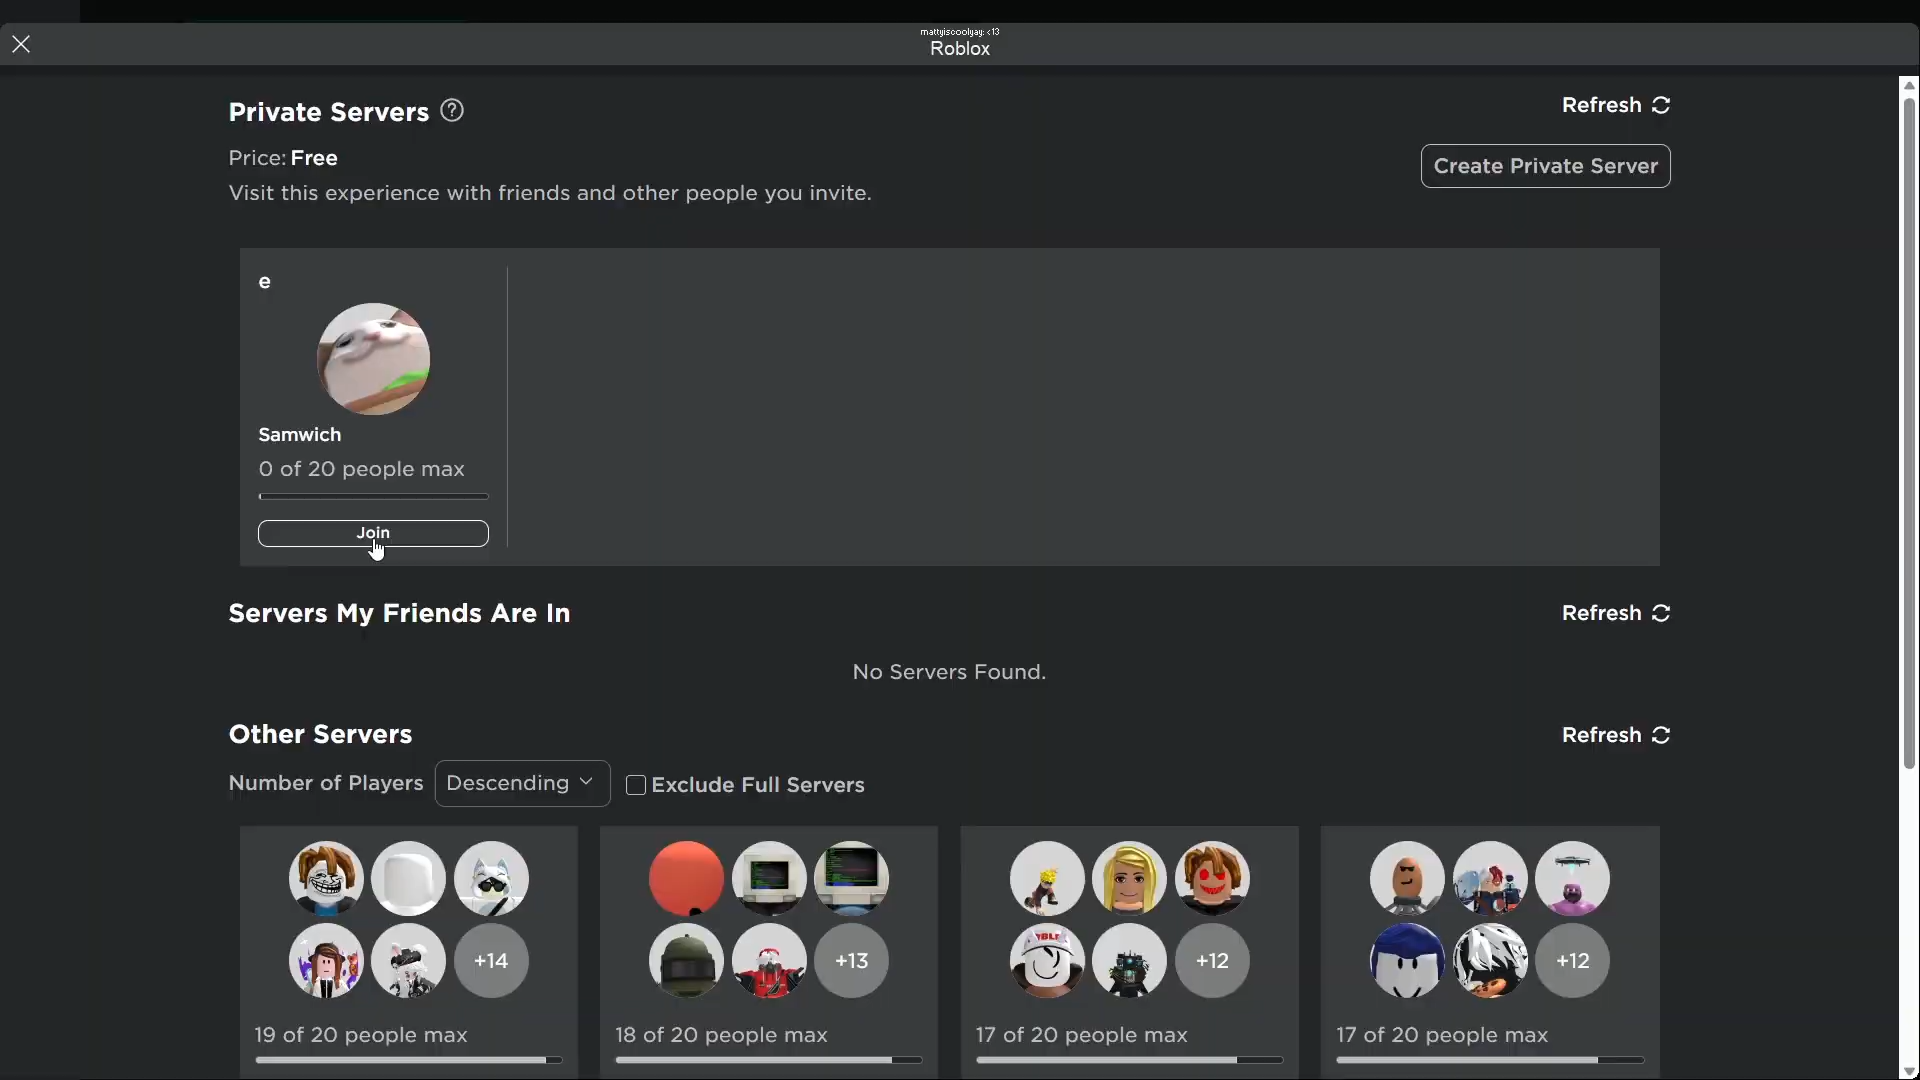 mattyiscoolyay: <13
Roblox
Private Servers ?
Refresh
Price: Free
Create Private Server
Visit this experience with friends and other people you invite.
e
Samwich
0 of 20 people max
Join
Servers My Friends Are In
Refresh
No Servers Found.
Other Servers
Refresh
Number of Players Descending Exclude Full Servers
+14 +13 +12 +12
19 of 20 people max 18 of 20 people max 17 of 20 people max 17 of 20 people max